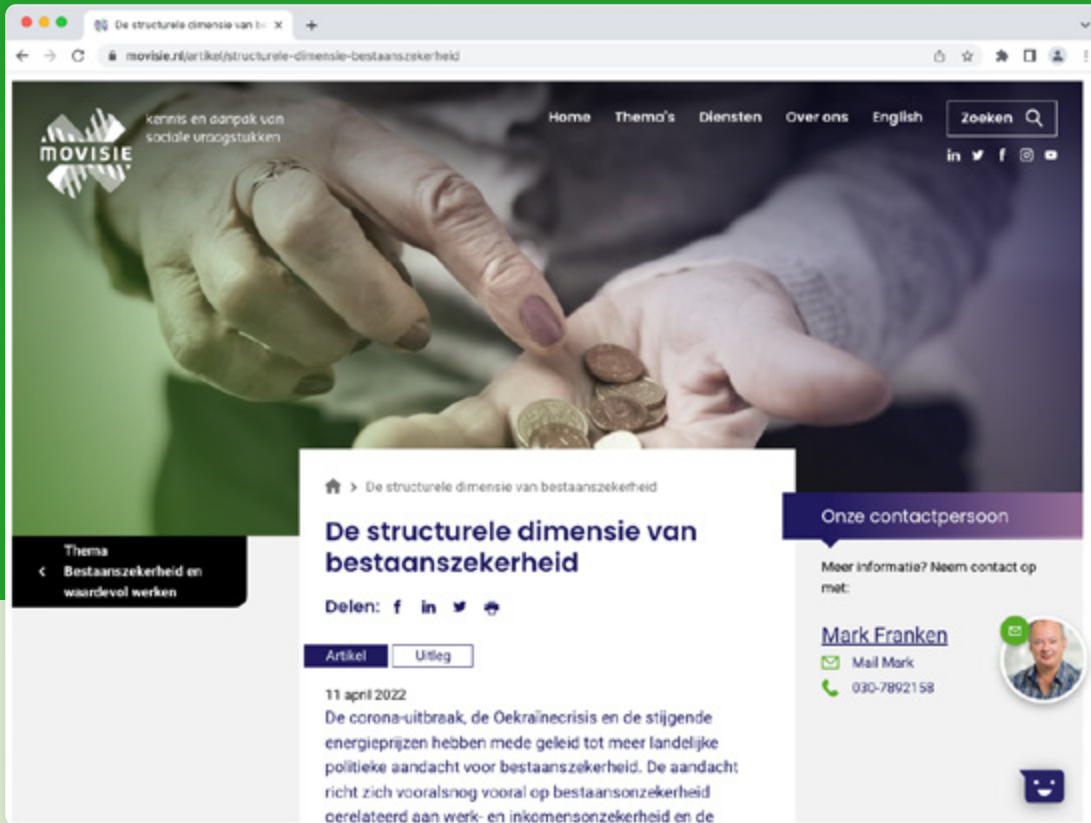 De structurele dimensie van b
movisie.nl/artikel/structurele-dimensie-bestaanszekerheid
MOVISIE
kennis en aanpak van
sociale vraagstukken
Home Thema's Diensten Over ons English Zoeken
De structurele dimensie van bestaanszekerheid
De structurele dimensie van
bestaanszekerheid
Delen:
Artikel Uitleg
11 april 2022
De corona-uitbraak, de Oekraïnecrisis en de stijgende
energieprijzen hebben mede geleid tot meer landelijke
politieke aandacht voor bestaanszekerheid. De aandacht
richt zich vooralsnog vooral op bestaansonzekerheid
gerelateerd aan werk- en inkomensonzekerheid en de
Thema
Bestaanszekerheid en
waardevol werken
Onze contactpersoon
Meer informatie? Neem contact op
met:
Mark Franken
Mail Mark
030-7892158